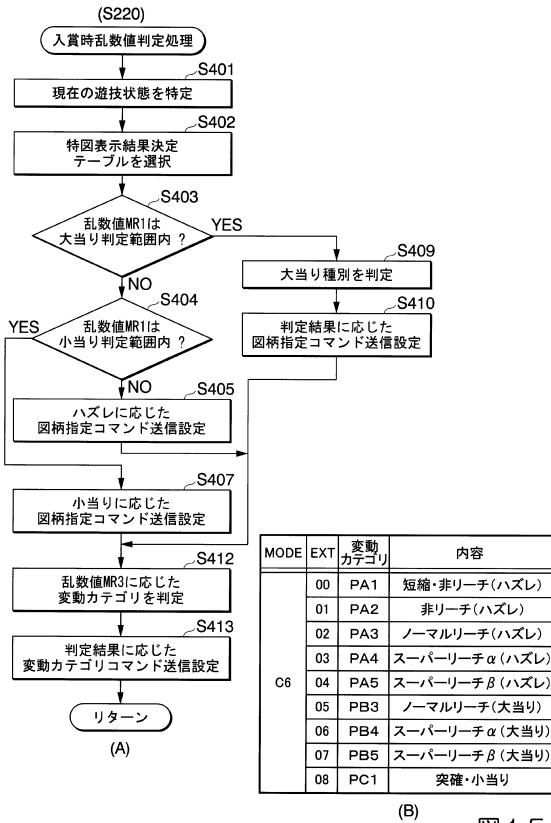 (S220)
入賞時乱数値判定処理
S401
現在の遊技状態を特定
S402
特図表示結果決定
テーブルを選択
S403
乱数値MR1は
大当り判定範囲内 ?
YES
NO
S409
大当り種別を判定
S410
判定結果に応じた
図柄指定コマンド送信設定
S404
乱数値MR1は
小当り判定範囲内 ?
YES
NO
S405
ハズレに応じた
図柄指定コマンド送信設定
S407
小当りに応じた
図柄指定コマンド送信設定
S412
乱数値MR3に応じた
変動カテゴリを判定
S413
判定結果に応じた
変動カテゴリコマンド送信設定
リターン
(A)
MODE EXT 変動カテゴリ 内容
C6
00 PA1 短縮・非リーチ(ハズレ)
01 PA2 非リーチ(ハズレ)
02 PA3 ノーマルリーチ(ハズレ)
03 PA4 スーパーリーチα(ハズレ)
04 PA5 スーパーリーチβ(ハズレ)
05 PB3 ノーマルリーチ(大当り)
06 PB4 スーパーリーチα(大当り)
07 PB5 スーパーリーチβ(大当り)
08 PC1 突確・小当り
(B)